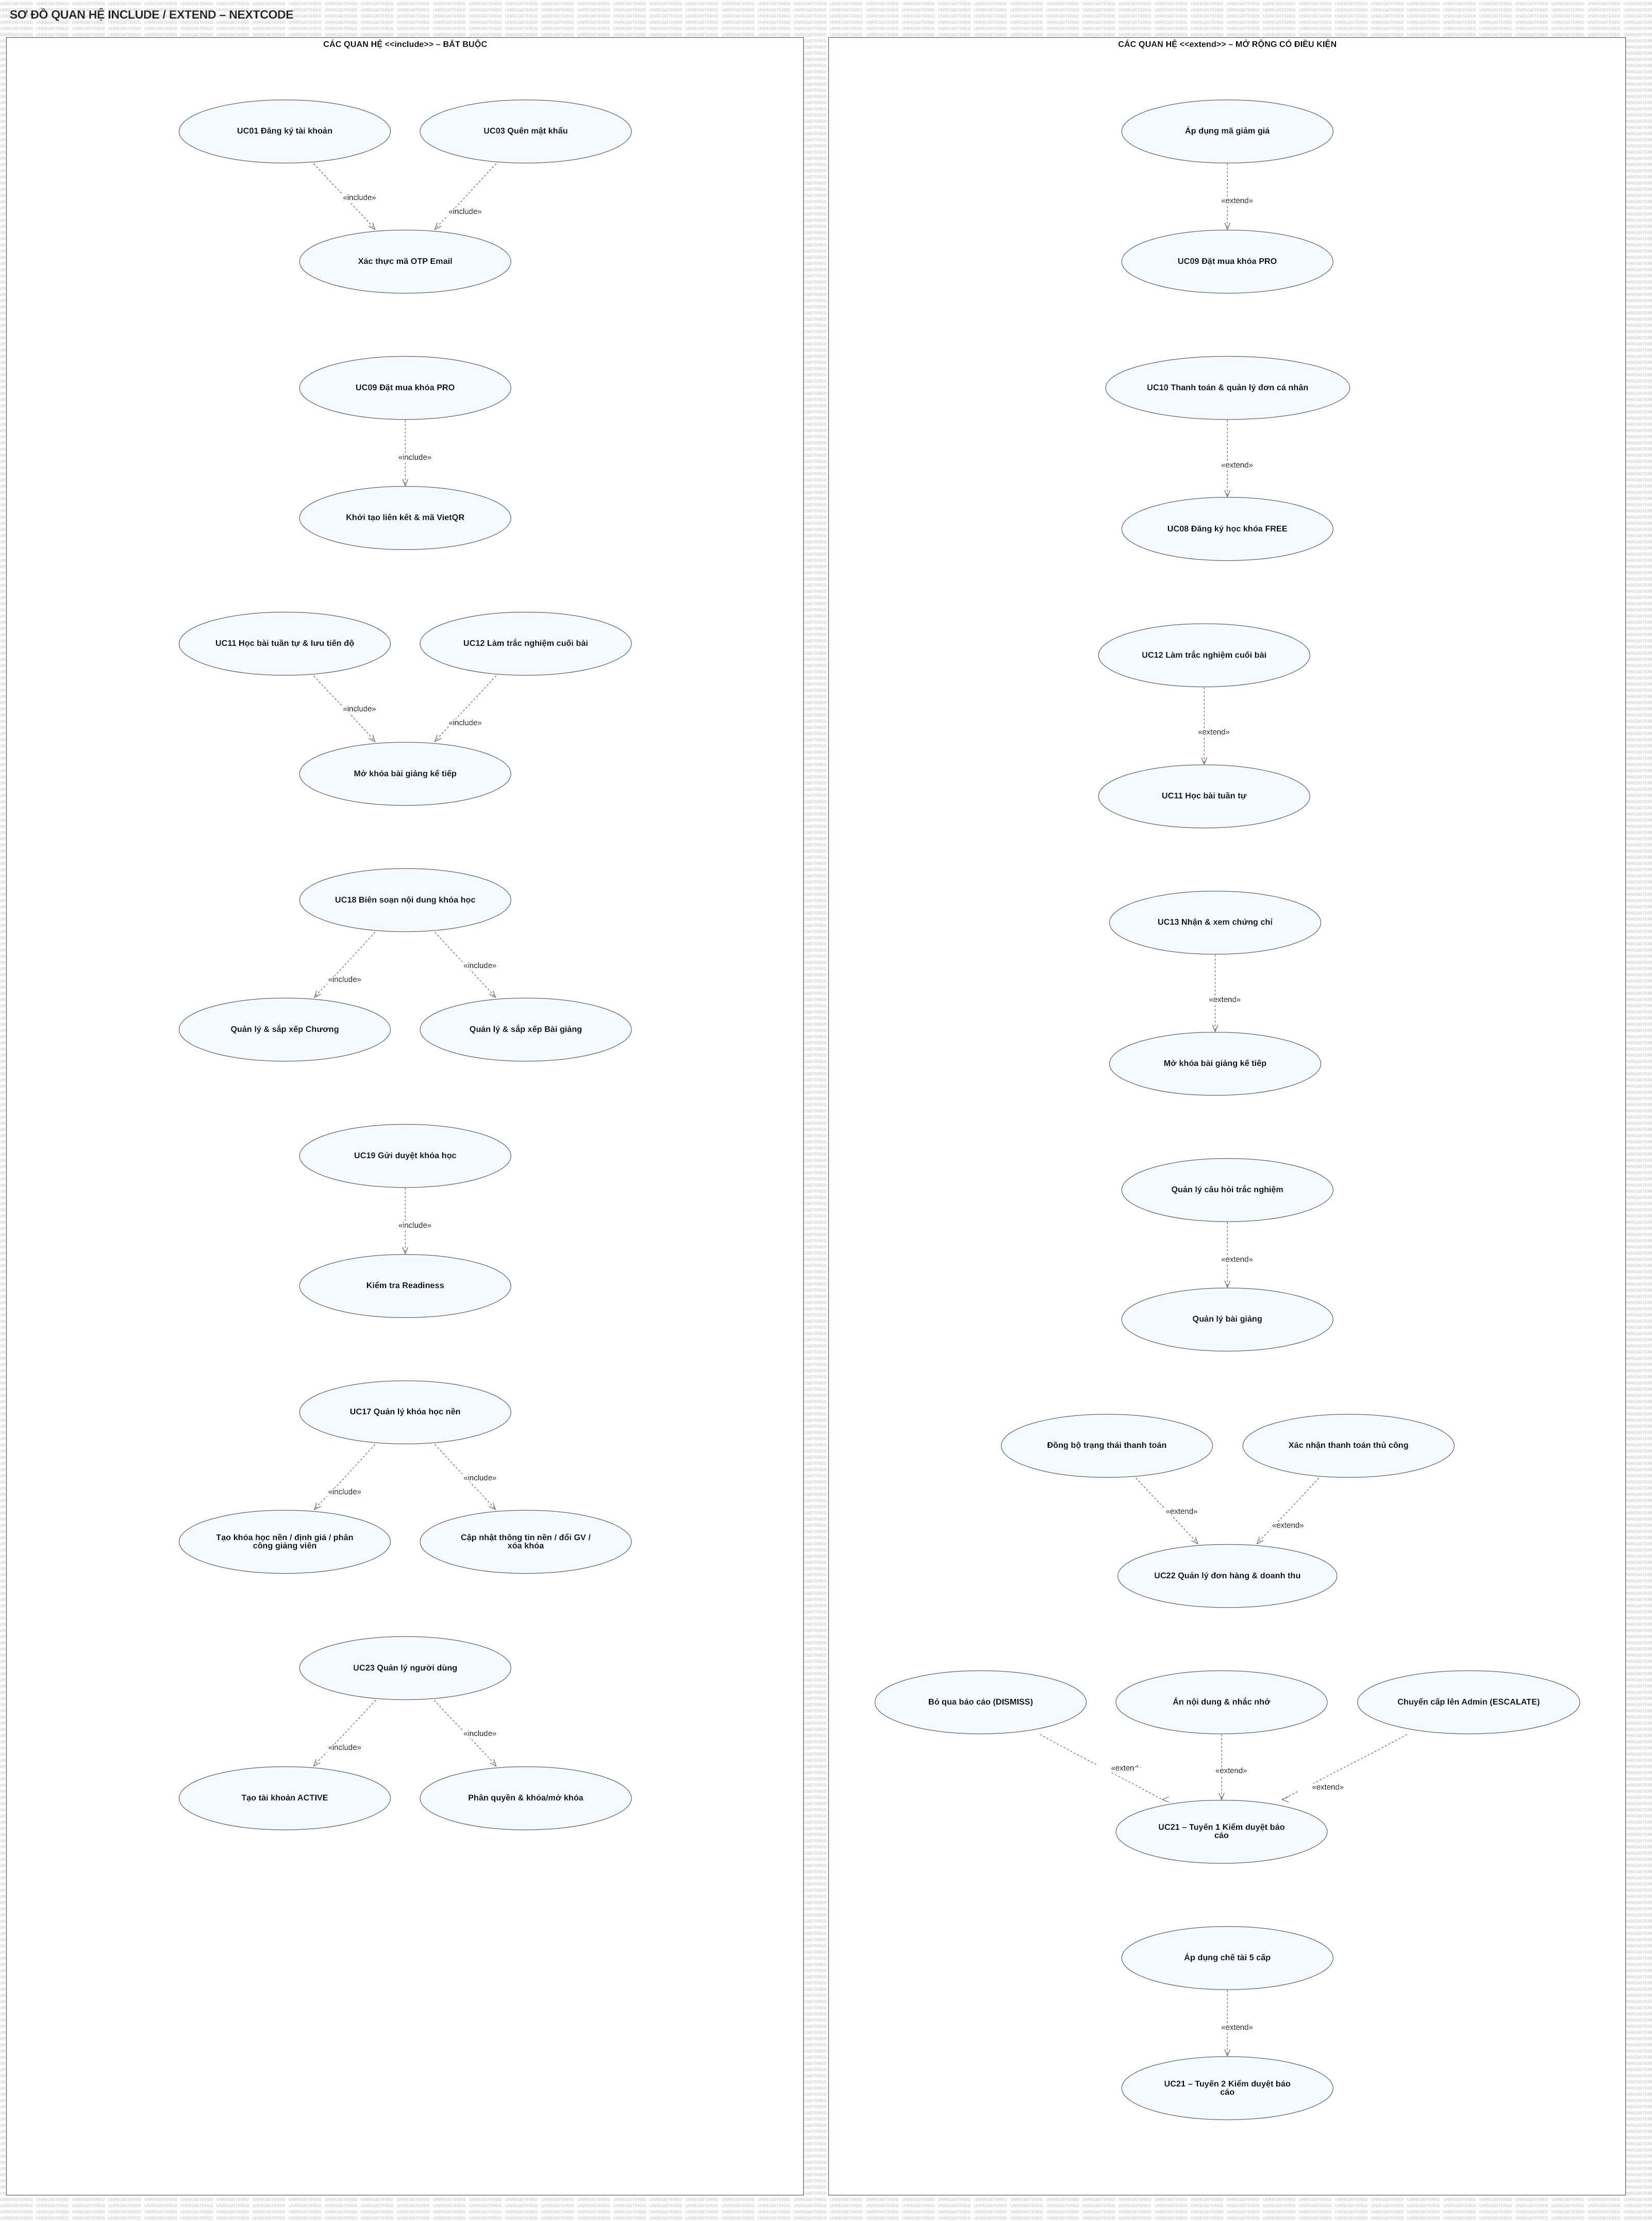 SƠ ĐỒ QUAN HỆ INCLUDE / EXTEND – NEXTCODE
CÁC QUAN HỆ <<include>> – BẮT BUỘC
UC01 Đăng ký tài khoản
UC03 Quên mật khẩu
«include»
«include»
Xác thực mã OTP Email
UC09 Đặt mua khóa PRO
«include»
Khởi tạo liên kết & mã VietQR
UC11 Học bài tuần tự & lưu tiến độ
UC12 Làm trắc nghiệm cuối bài
«include»
«include»
Mở khóa bài giảng kế tiếp
UC18 Biên soạn nội dung khóa học
«include»
«include»
Quản lý & sắp xếp Chương
Quản lý & sắp xếp Bài giảng
UC19 Gửi duyệt khóa học
«include»
Kiểm tra Readiness
UC17 Quản lý khóa học nền
«include»
«include»
Tạo khóa học nền / định giá / phân
công giảng viên
Cập nhật thông tin nền / đổi GV /
xóa khóa
UC23 Quản lý người dùng
«include»
«include»
Tạo tài khoản ACTIVE
Phân quyền & khóa/mở khóa
CÁC QUAN HỆ <<extend>> – MỞ RỘNG CÓ ĐIỀU KIỆN
Áp dụng mã giảm giá
«extend»
UC09 Đặt mua khóa PRO
UC10 Thanh toán & quản lý đơn cá nhân
«extend»
UC08 Đăng ký học khóa FREE
UC12 Làm trắc nghiệm cuối bài
«extend»
UC11 Học bài tuần tự
UC13 Nhận & xem chứng chỉ
«extend»
Mở khóa bài giảng kế tiếp
Quản lý câu hỏi trắc nghiệm
«extend»
Quản lý bài giảng
Đồng bộ trạng thái thanh toán
Xác nhận thanh toán thủ công
«extend»
«extend»
UC22 Quản lý đơn hàng & doanh thu
Bỏ qua báo cáo (DISMISS)
Ẩn nội dung & nhắc nhở
Chuyển cấp lên Admin (ESCALATE)
«extend»
«extend»
«extend»
UC21 – Tuyến 1 Kiểm duyệt báo
cáo
Áp dụng chế tài 5 cấp
«extend»
UC21 – Tuyến 2 Kiểm duyệt báo
cáo